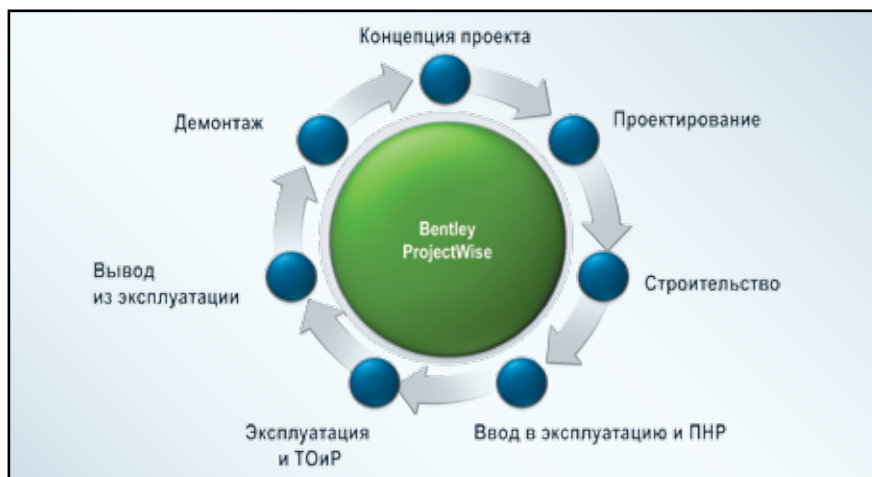 Концепция проекта
Демонтаж
Проектирование
Bentley
ProjectWise
Вывод
из эксплуатации
Строительство
Эксплуатация
и ТОиР
Ввод в эксплуатацию и ПНР